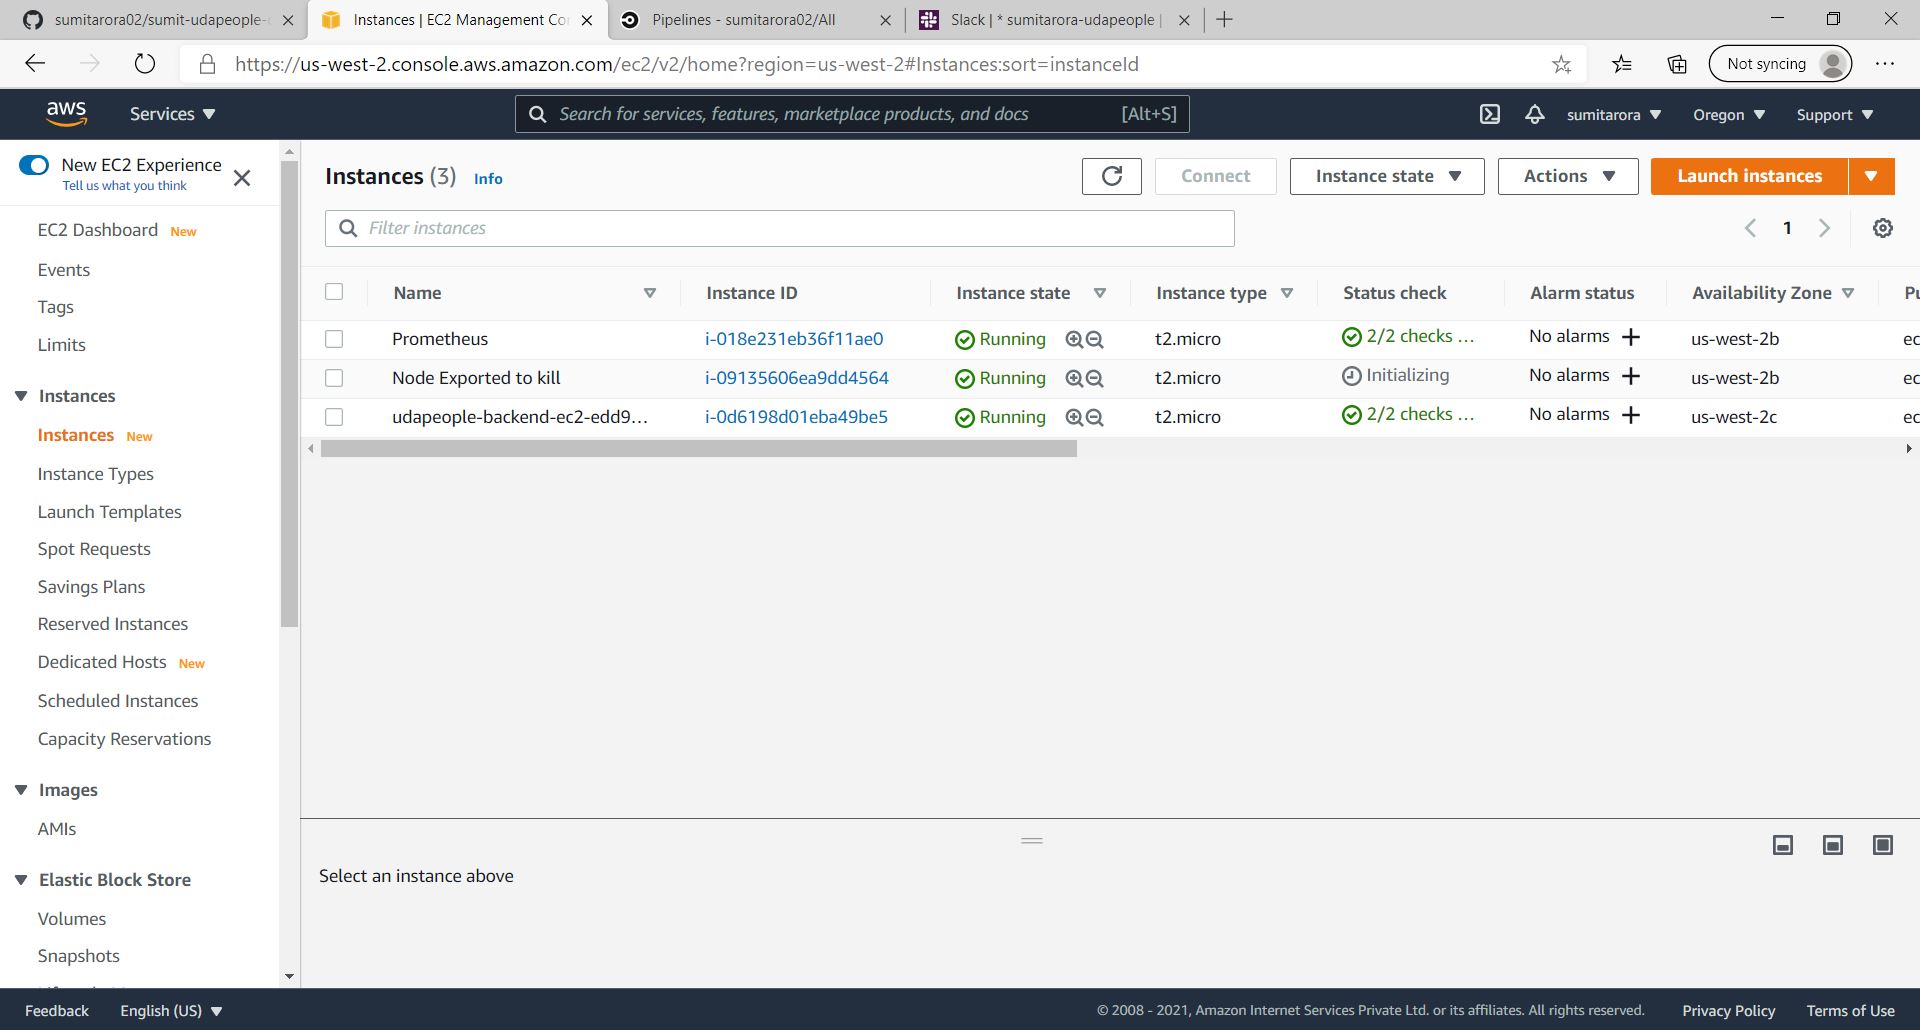 sumitarora02/sumit-udapeople-
Instances | EC2 Management Co
Pipelines - sumitarora02/All
Slack | * sumitarora-udapeople |
https://us-west-2.console.aws.amazon.com/ec2/v2/home?region=us-west-2#Instances:sort=instanceId
Not syncing
aws
Services
Search for services, features, marketplace products, and docs
[Alt+S]
sumitarora
Oregon
Support
New EC2 Experience
Tell us what you think
EC2 Dashboard New
Events
Tags
Limits
Instances
Instances New
Instance Types
Launch Templates
Spot Requests
Savings Plans
Reserved Instances
Dedicated Hosts New
Scheduled Instances
Capacity Reservations
Images
AMIs
Elastic Block Store
Volumes
Snapshots
Instances (3) Info
Connect
Instance state
Actions
Launch instances
Filter instances
1
Name Instance ID Instance state Instance type Status check Alarm status Availability Zone Pu
Prometheus i-018e231eb36f11ae0 Running t2.micro 2/2 checks ... No alarms us-west-2b ec
Node Exported to kill i-09135606ea9dd4564 Running t2.micro Initializing No alarms us-west-2b ec
udapeople-backend-ec2-edd9... i-0d6198d01eba49be5 Running t2.micro 2/2 checks ... No alarms us-west-2c ec
Select an instance above
Feedback
English (US)
© 2008 - 2021, Amazon Internet Services Private Ltd. or its affiliates. All rights reserved.
Privacy Policy
Terms of Use